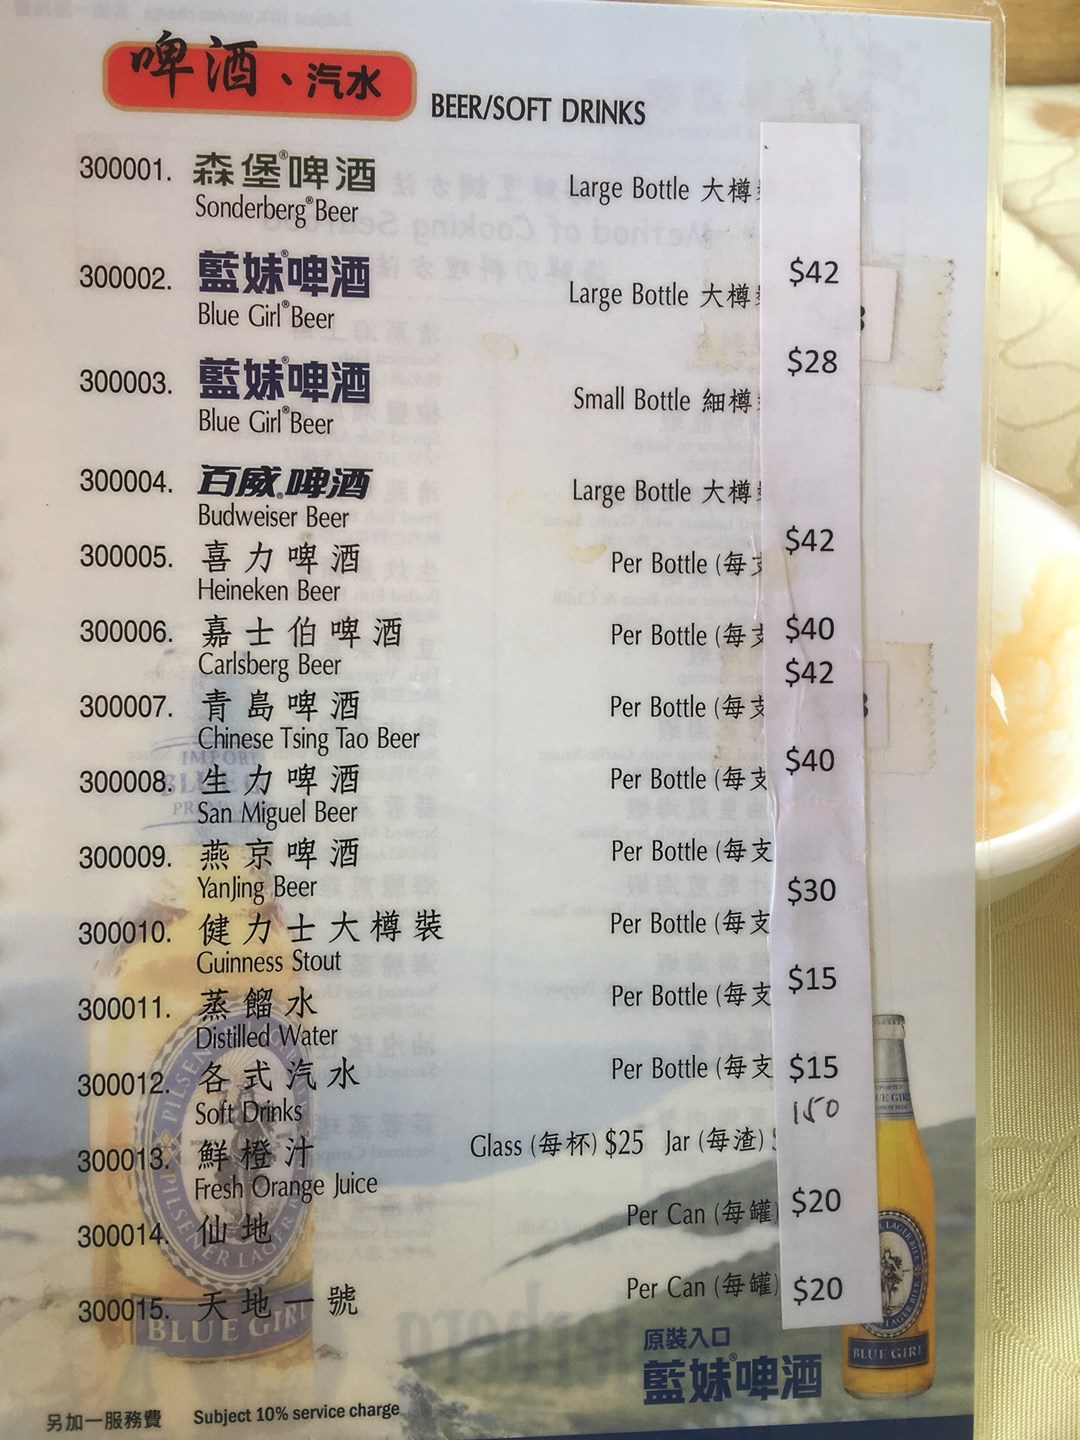 啤酒、汽水 BEER/SOFT DRINKS
300001. 森堡®啤酒 Large Bottle 大樽
Sonderberg® Beer
300002. 藍妹®啤酒 Large Bottle 大樽 $42
Blue Girl® Beer
300003. 藍妹®啤酒 Small Bottle 細樽 $28
Blue Girl® Beer
300004. 百威®啤酒 Large Bottle 大樽
Budweiser Beer
$42
300005. 喜力啤酒 Per Bottle (每支
Heineken Beer
300006. 嘉士伯啤酒 Per Bottle (每支 $40
Carlsberg Beer $42
300007. 青島啤酒 Per Bottle (每支
Chinese Tsing Tao Beer
$40
300008. 生力啤酒 Per Bottle (每支
San Miguel Beer
300009. 燕京啤酒 Per Bottle (每支
YanJing Beer $30
300010. 健力士大樽裝 Per Bottle (每支
Guinness Stout
$15
300011. 蒸餾水 Per Bottle (每支
Distilled Water
300012. 各式汽水 Per Bottle (每支 $15
Soft Drinks 150
300013. 鮮橙汁 Glass (每杯) $25 Jar (每渣)
Fresh Orange Juice
300014. 仙地 Per Can (每罐) $20
300015. 天地一號 Per Can (每罐) $20
原裝入口
藍妹®啤酒
另加一服務費 Subject 10% service charge
IMPORT
PILSENER LAGER
BLUE GIRL
BLUE GIRL